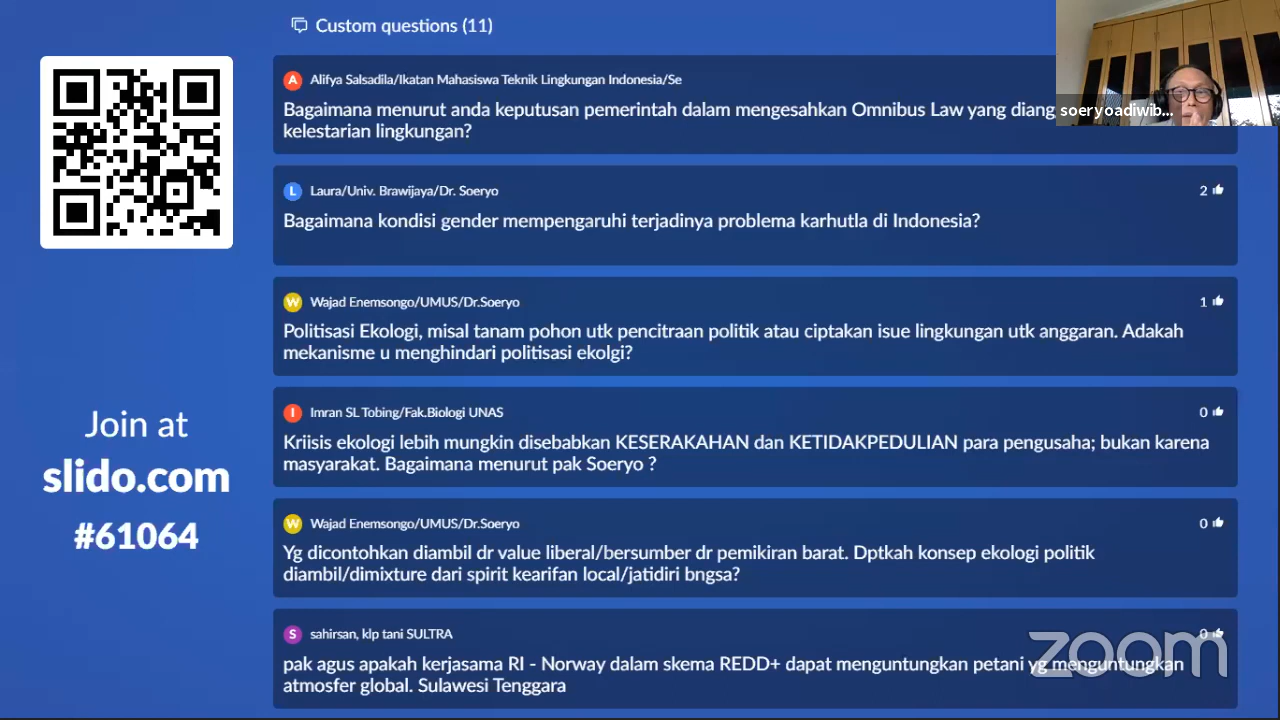 Custom questions (11)
A Alifya Salsadila/Ikatan Mahasiswa Teknik Lingkungan Indonesia/Se
Bagaimana menurut anda keputusan pemerintah dalam mengesahkan Omnibus Law yang diang
kelestarian lingkungan?
soeryoadiwib...
L Laura/Univ. Brawijaya/Dr. Soeryo 2
Bagaimana kondisi gender mempengaruhi terjadinya problema karhutla di Indonesia?
W Wajad Enemsongo/UMUS/Dr.Soeryo 1
Politisasi Ekologi, misal tanam pohon utk pencitraan politik atau ciptakan isue lingkungan utk anggaran. Adakah
mekanisme u menghindari politisasi ekolgi?
I Imran SL Tobing/Fak.Biologi UNAS 0
Kriisis ekologi lebih mungkin disebabkan KESERAKAHAN dan KETIDAKPEDULIAN para pengusaha; bukan karena
masyarakat. Bagaimana menurut pak Soeryo ?
W Wajad Enemsongo/UMUS/Dr.Soeryo 0
Yg dicontohkan diambil dr value liberal/bersumber dr pemikiran barat. Dptkah konsep ekologi politik
diambil/dimixture dari spirit kearifan local/jatidiri bngsa?
S sahirsan, klp tani SULTRA 0
pak agus apakah kerjasama RI - Norway dalam skema REDD+ dapat menguntungkan petani yg menguntungkan
atmosfer global. Sulawesi Tenggara
Join at
slido.com
#61064
zoom